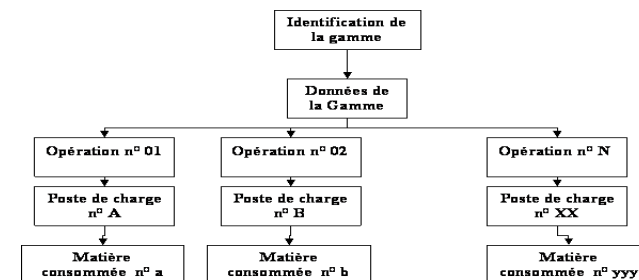 Identification de
la gamme
Données de
la Gamme
Opération n° 01
Opération n° 02
Opération n° N
Poste de charge
n° A
Poste de charge
n° B
Poste de charge
n° XX
Matière
consommée n° a
Matière
consommée n° b
Matière
consommée n° yyy